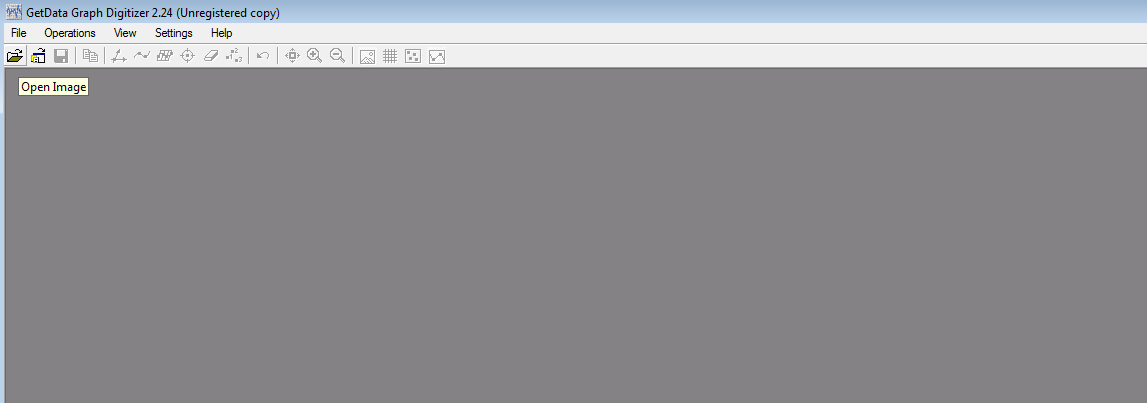 GetData Graph Digitizer 2.24 (Unregistered copy)
File Operations View Settings Help
Open Image